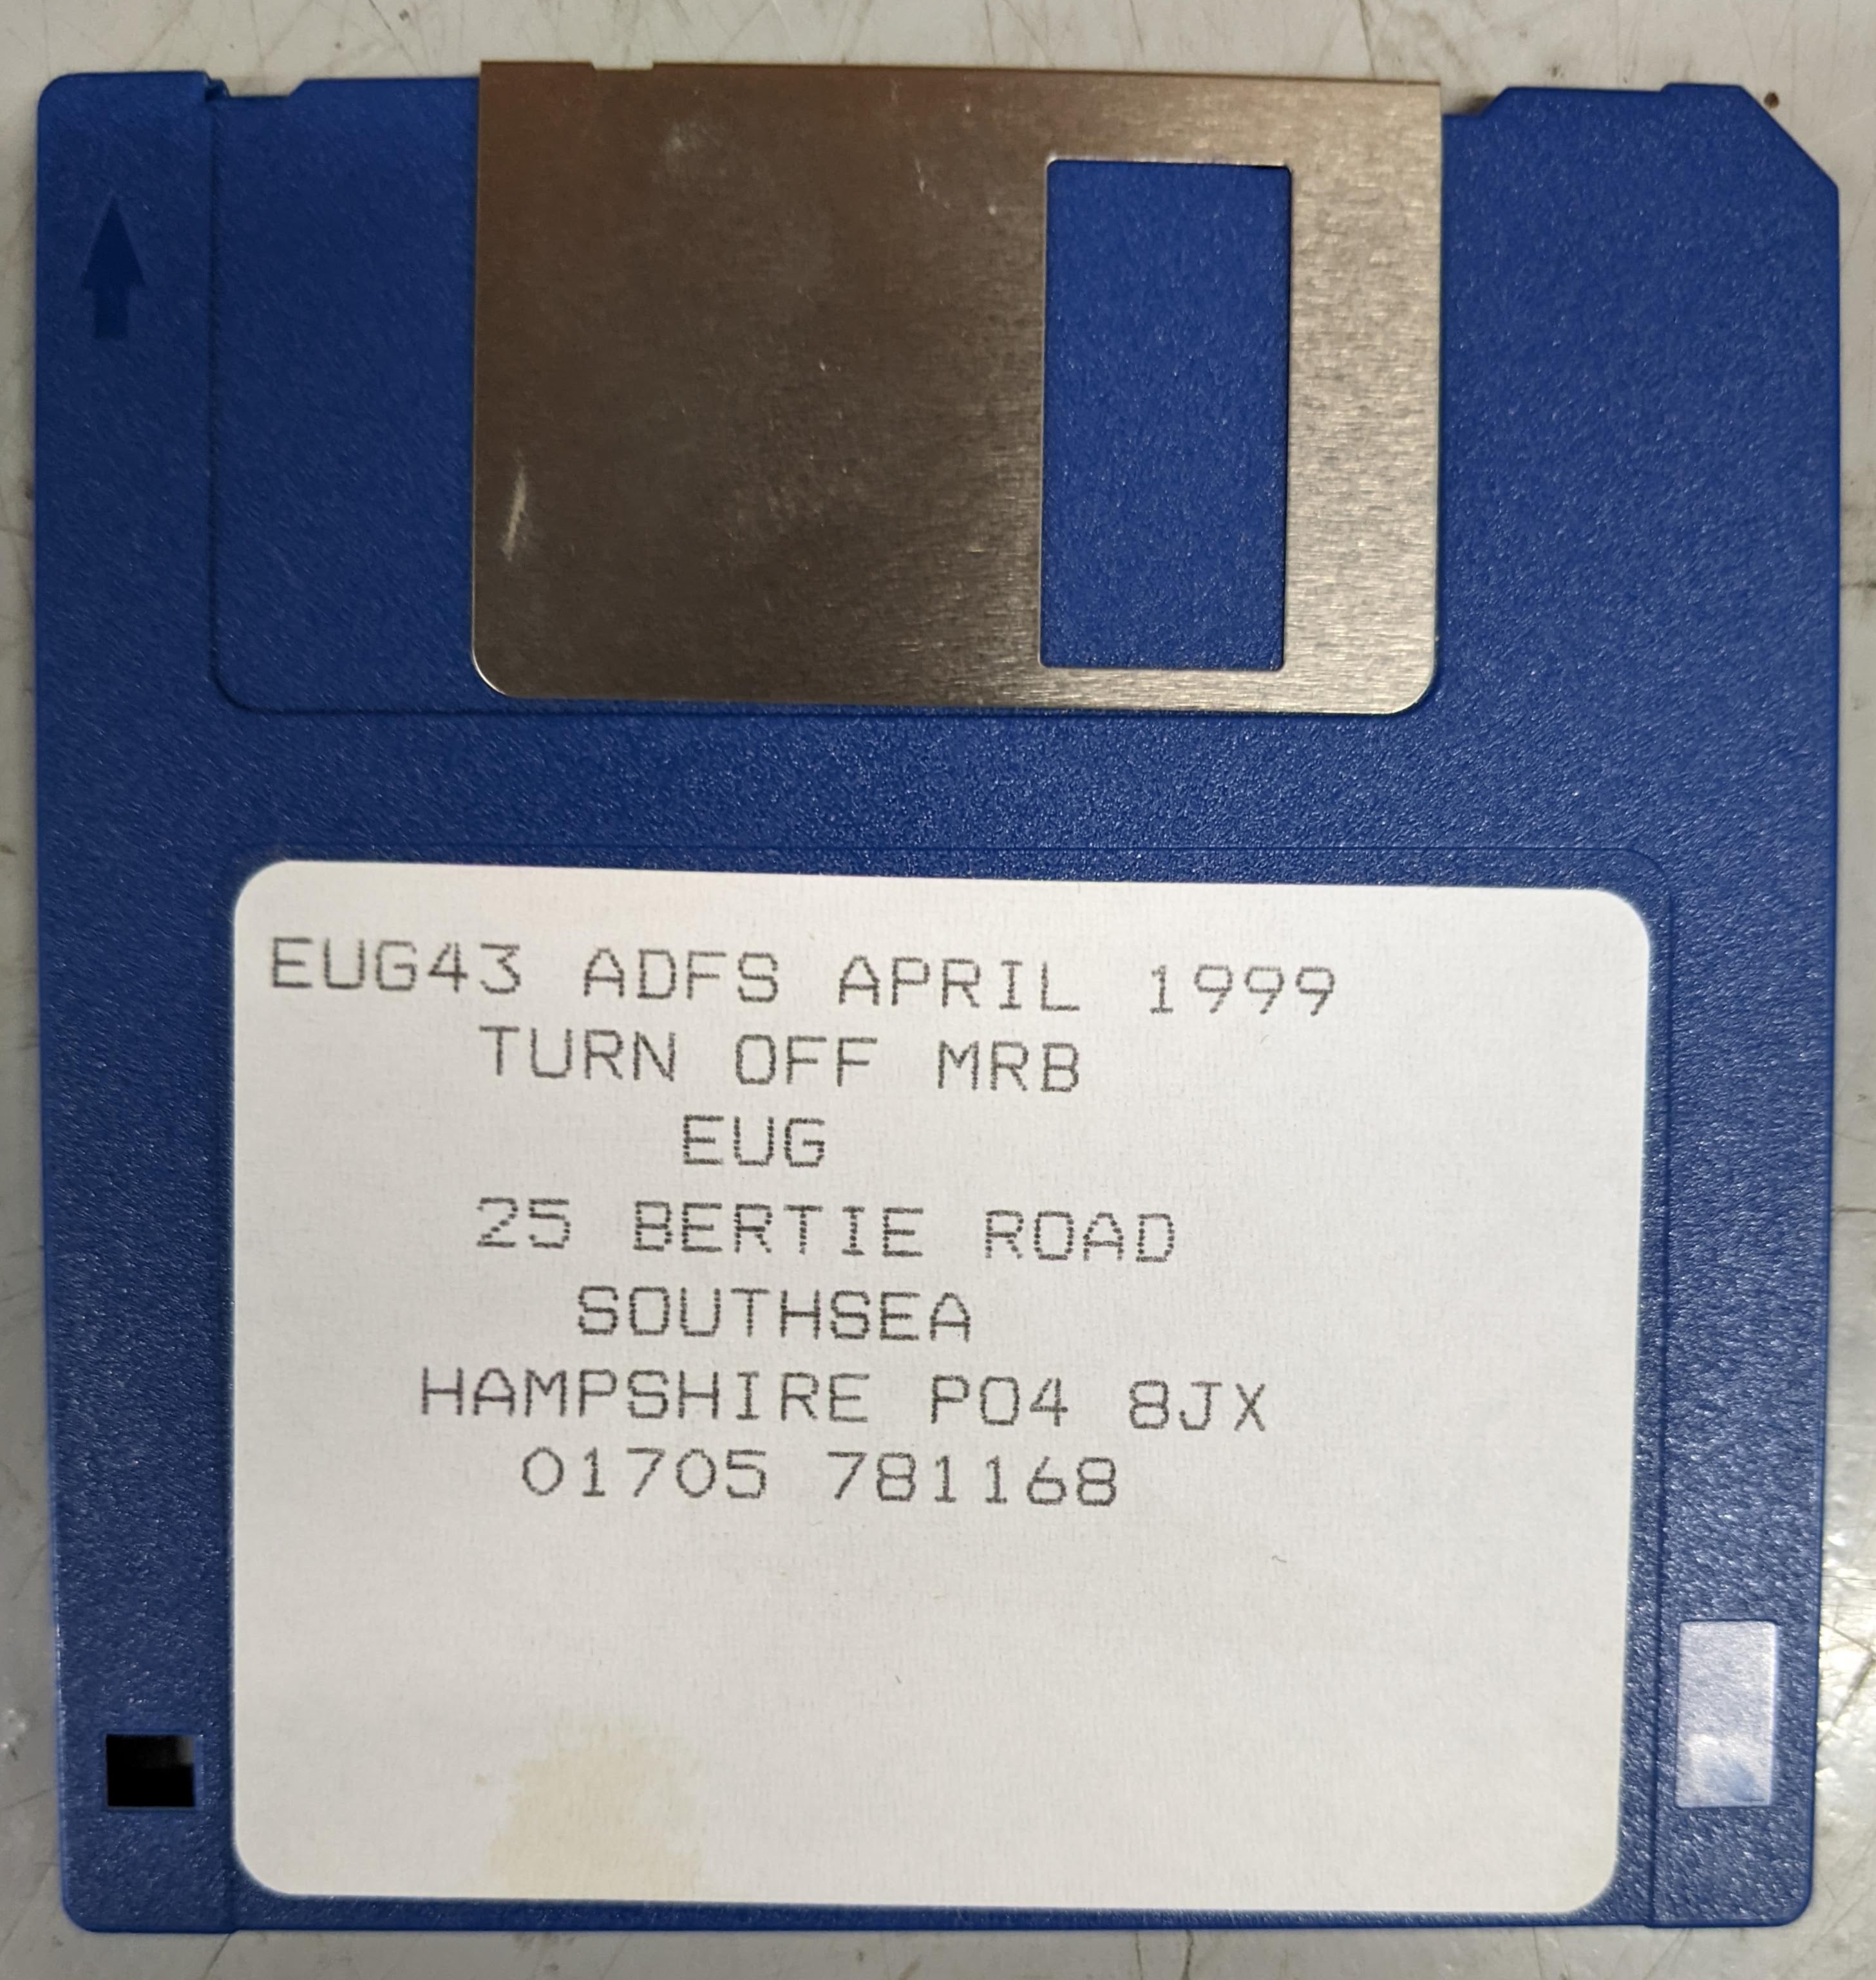 EUG43 ADFS APRIL 1999
TURN OFF MRB
EUG
25 BERTIE ROAD
SOUTHSEA
HAMPSHIRE PO4 8JX
01705 781168